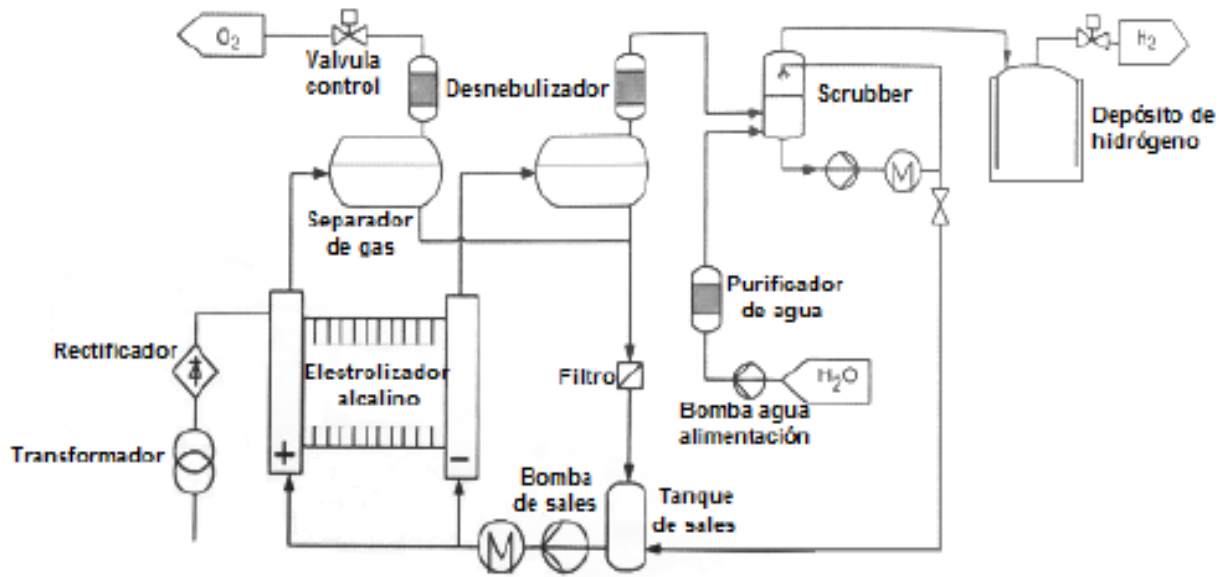 O2
Valvula
control
Desnebulizador
Scrubber
H2
Depósito de
hidrógeno
M
Separador
de gas
Purificador
de agua
Rectificador
Electrolizador
alcalino
Filtro
H2O
Bomba agua
alimentación
Transformador
+
-
Bomba
de sales
Tanque
de sales
M